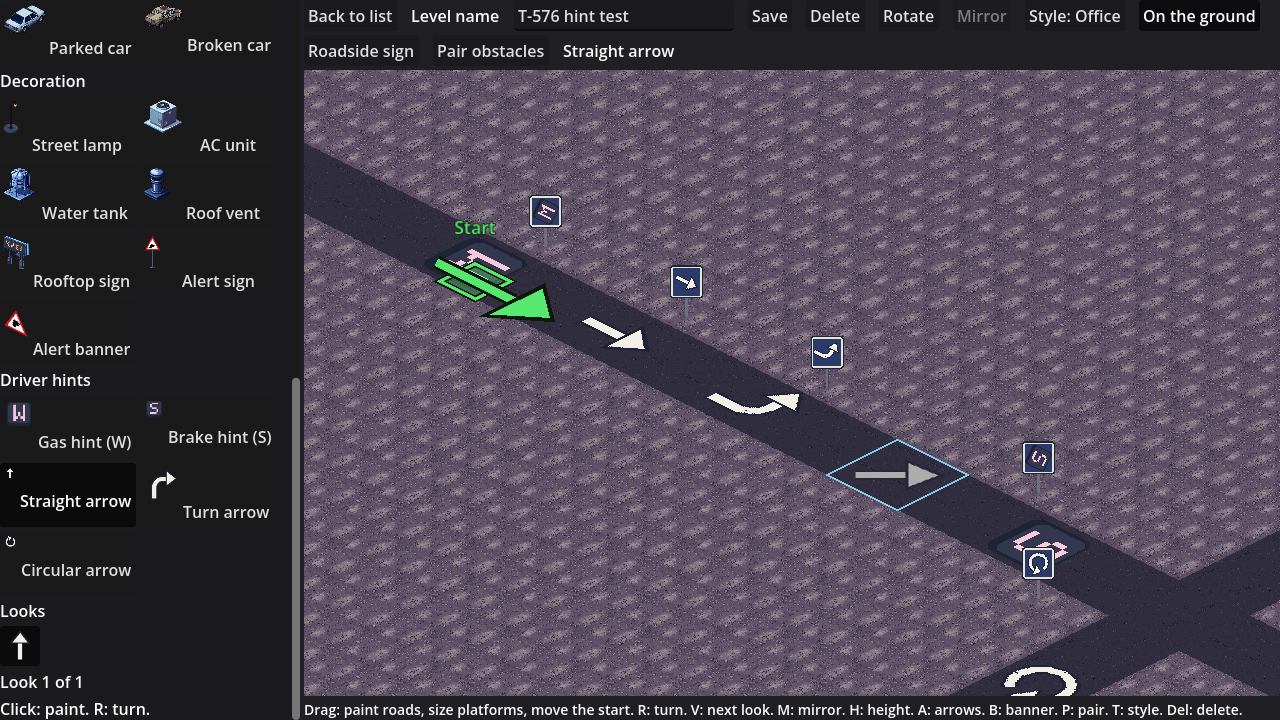 Back to list Level name T-576 hint test Save Delete Rotate Mirror Style: Office On the ground
Roadside sign Pair obstacles Straight arrow
Parked car Broken car
Decoration
Street lamp AC unit
Water tank Roof vent
Rooftop sign Alert sign
Alert banner
Driver hints
W S
Gas hint (W) Brake hint (S)
Straight arrow Turn arrow
Circular arrow
Looks
Look 1 of 1
Click: paint. R: turn.
Start
W
S
S
Drag: paint roads, size platforms, move the start. R: turn. V: next look. M: mirror. H: height. A: arrows. B: banner. P: pair. T: style. Del: delete.